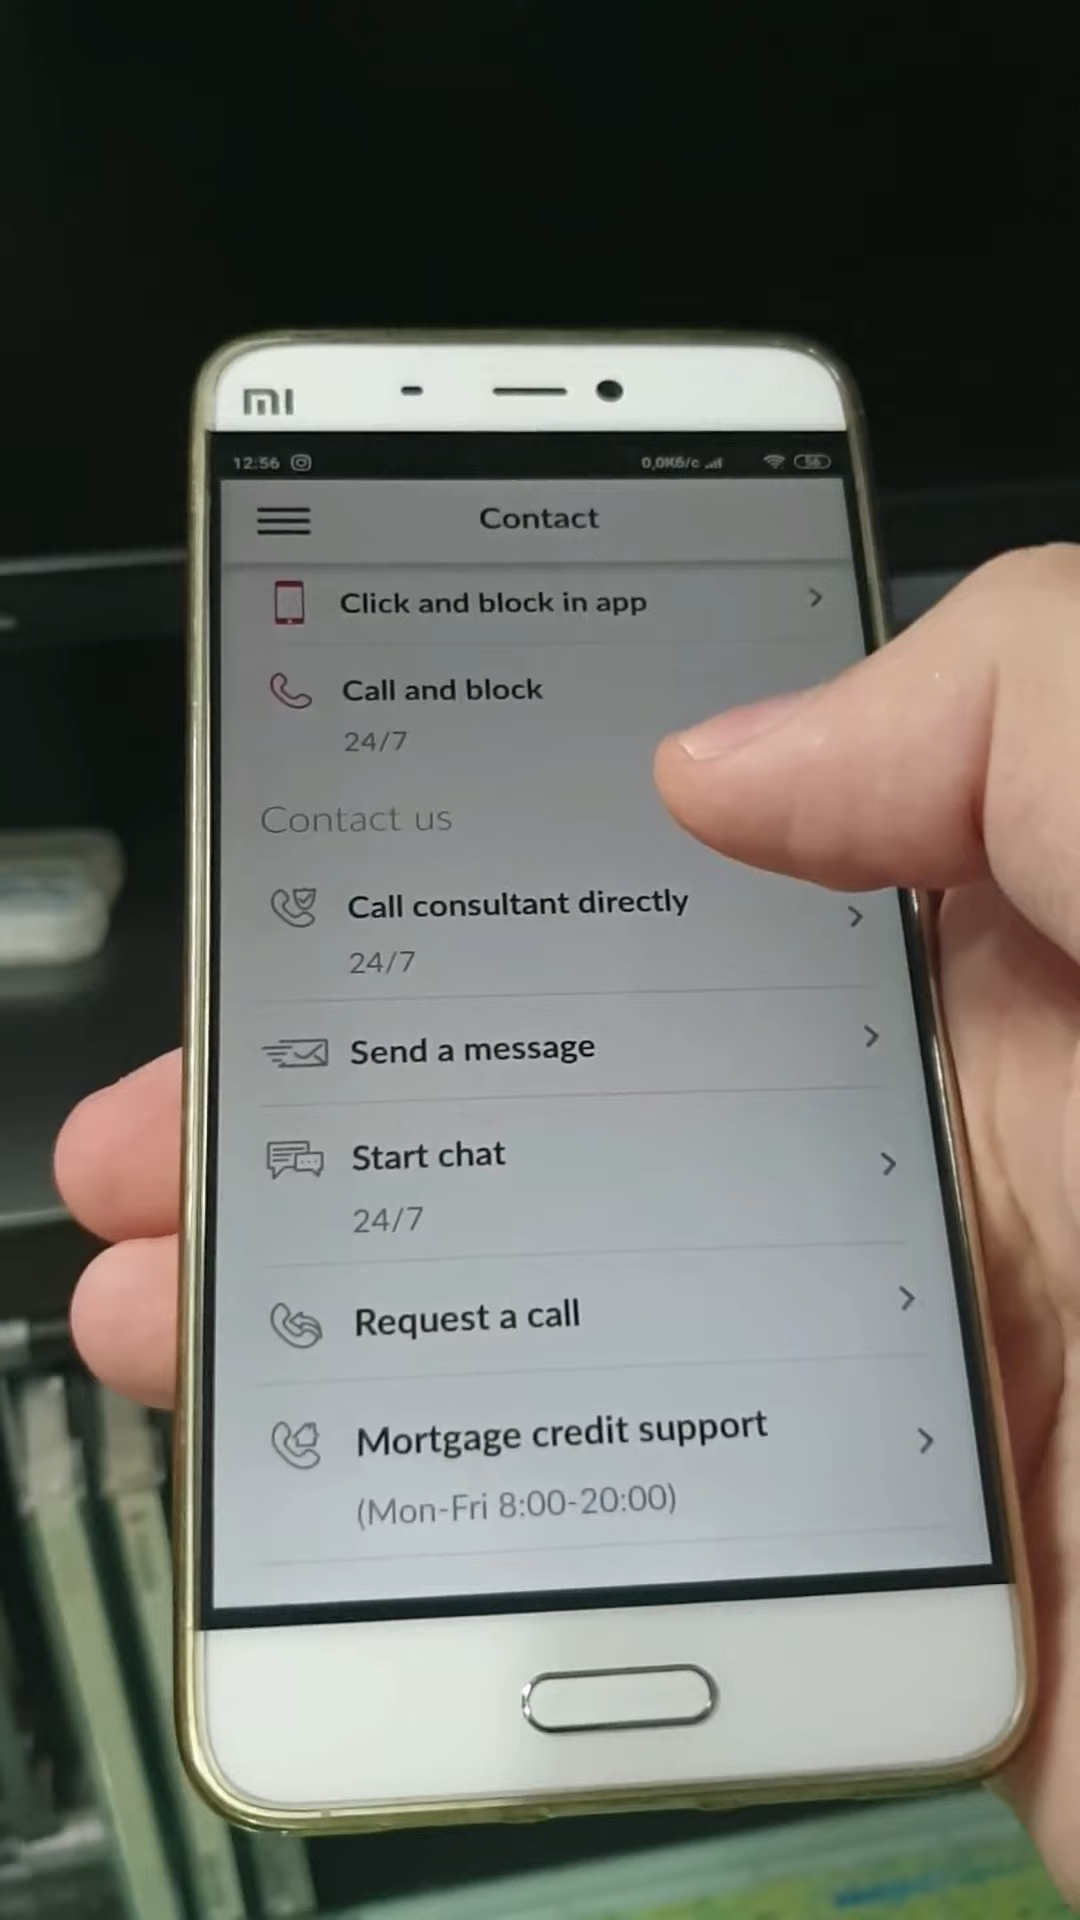 mi
12:56 0,0Кб/с 56
Contact
Click and block in app
Call and block
24/7
Contact us
Call consultant directly
24/7
Send a message
Start chat
24/7
Request a call
Mortgage credit support
(Mon-Fri 8:00-20:00)